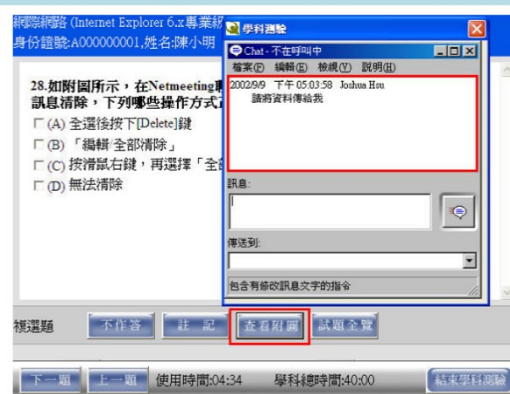 網際網路 (Internet Explorer 6.x專業級
身份證號:A000000001,姓名:陳小明
28.如附圖所示，在Netmeeting
訊息清除，下列哪些操作方式
(A) 全選後按下[Delete]鍵
(B) 「編輯 全部清除」
(C) 按滑鼠右鍵，再選擇「全
(D) 無法清除
學科測驗
Chat - 不在呼叫中
檔案(F) 編輯(E) 檢視(V) 說明(H)
2002/9/9 下午 05:03:58 Joshua Hsu
請將資料傳給我
訊息:
傳送到:
包含有修改訊息文字的指令
複選題 不作答 註 記 查看附圖 試題全覽
下一題 上一題 使用時間:04:34 學科總時間:40:00 結束學科測驗